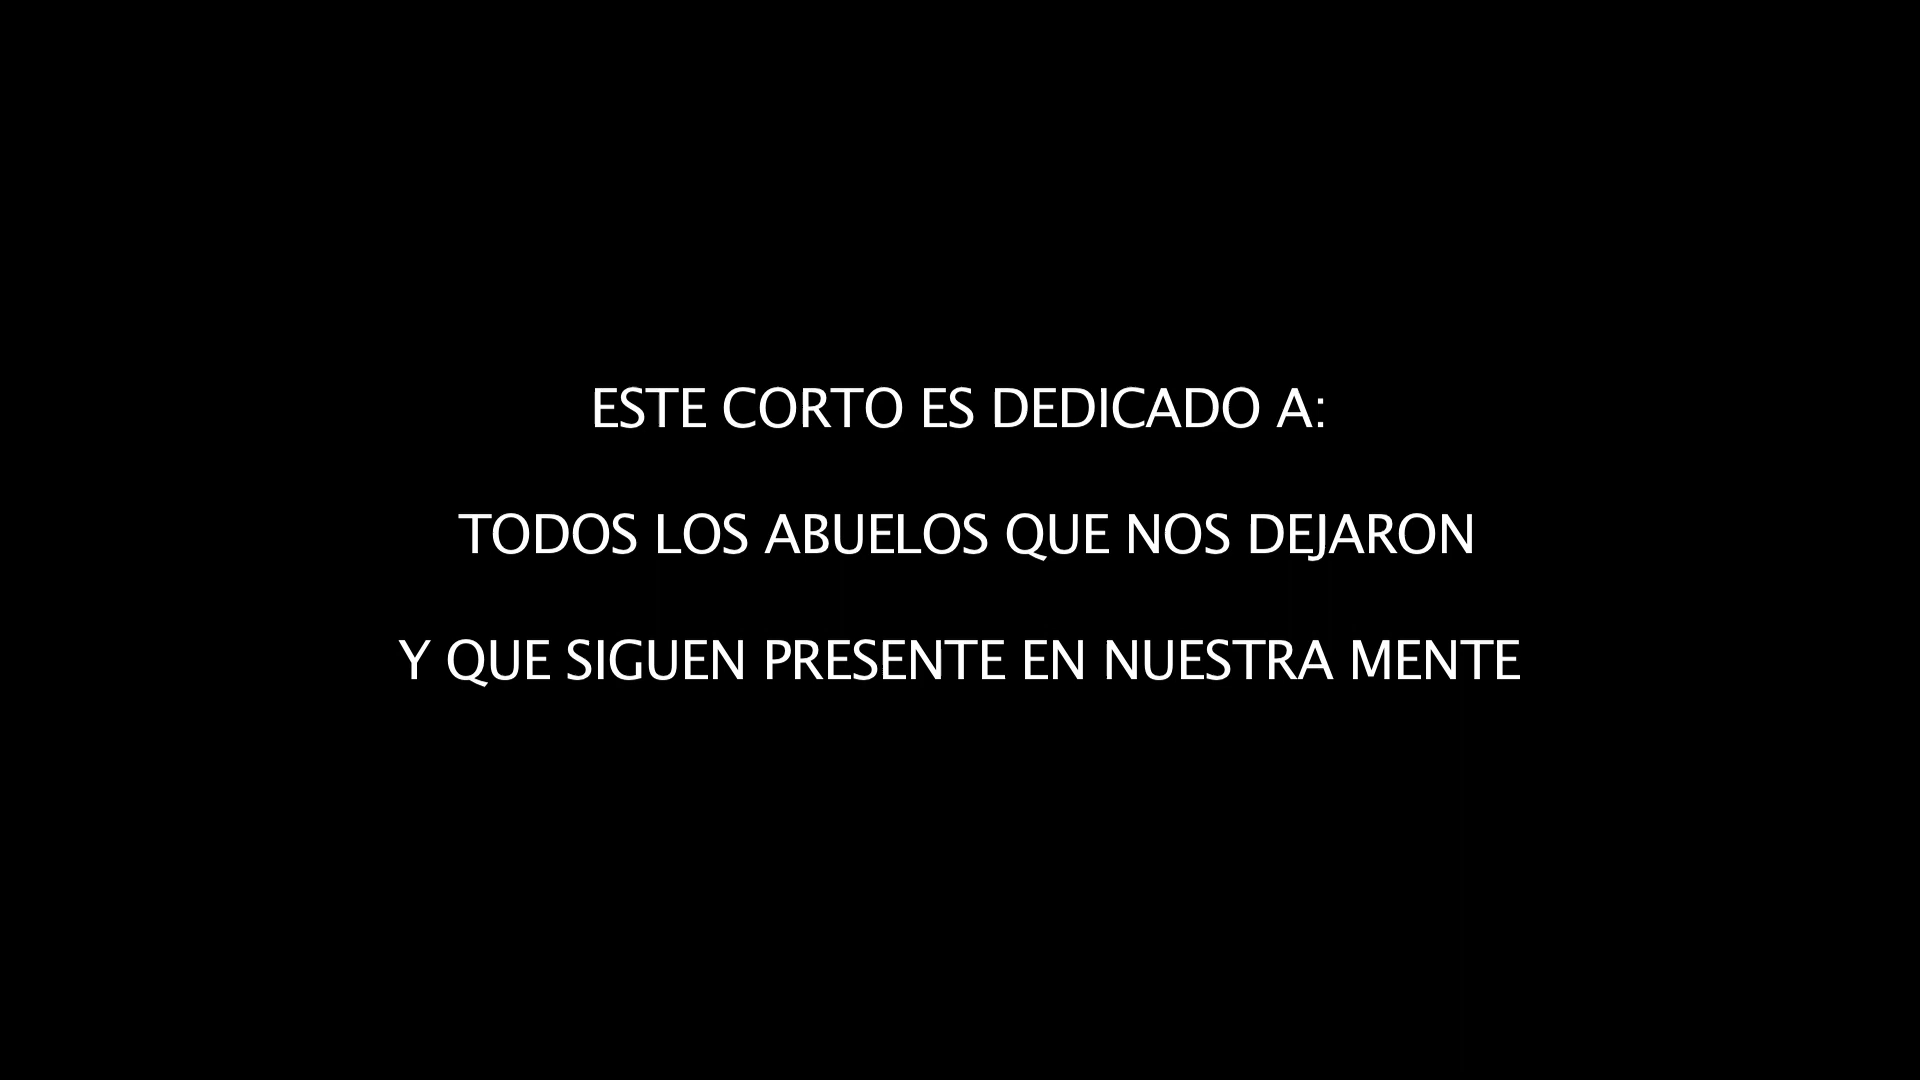 ESTE CORTO ES DEDICADO A:
TODOS LOS ABUELOS QUE NOS DEJARON
Y QUE SIGUEN PRESENTE EN NUESTRA MENTE